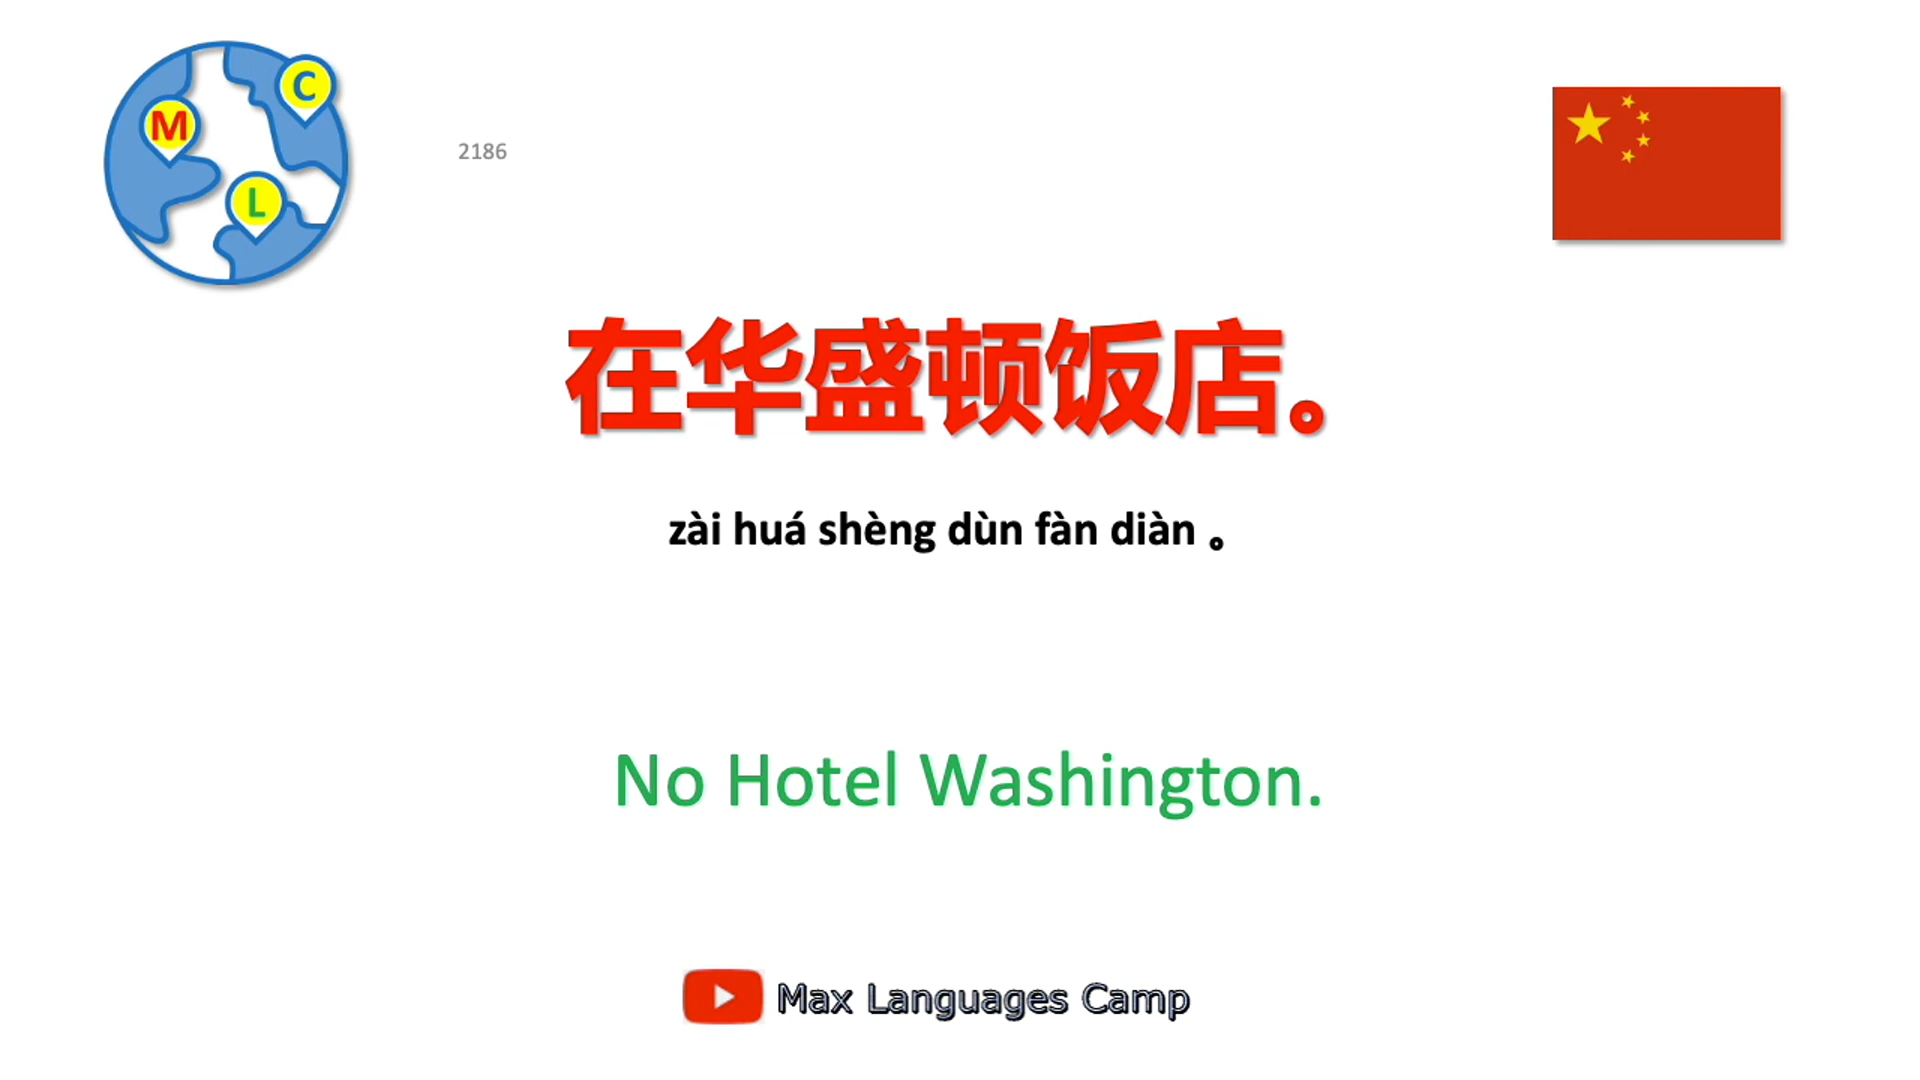 M
C
L
2186
在华盛顿饭店。
zài huá shèng dùn fàn diàn 。
No Hotel Washington.
Max Languages Camp